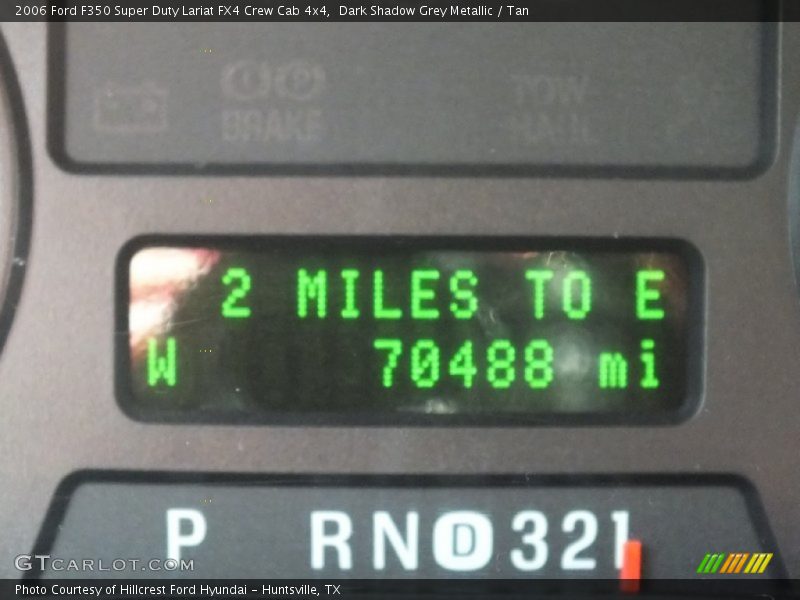 2006 Ford F350 Super Duty Lariat FX4 Crew Cab 4x4, Dark Shadow Grey Metallic / Tan
BRAKE
TOW
HAUL
2 MILES TO E
W 70488 mi
P RND321
GTCARLOT.COM
Photo Courtesy of Hillcrest Ford Hyundai - Huntsville, TX